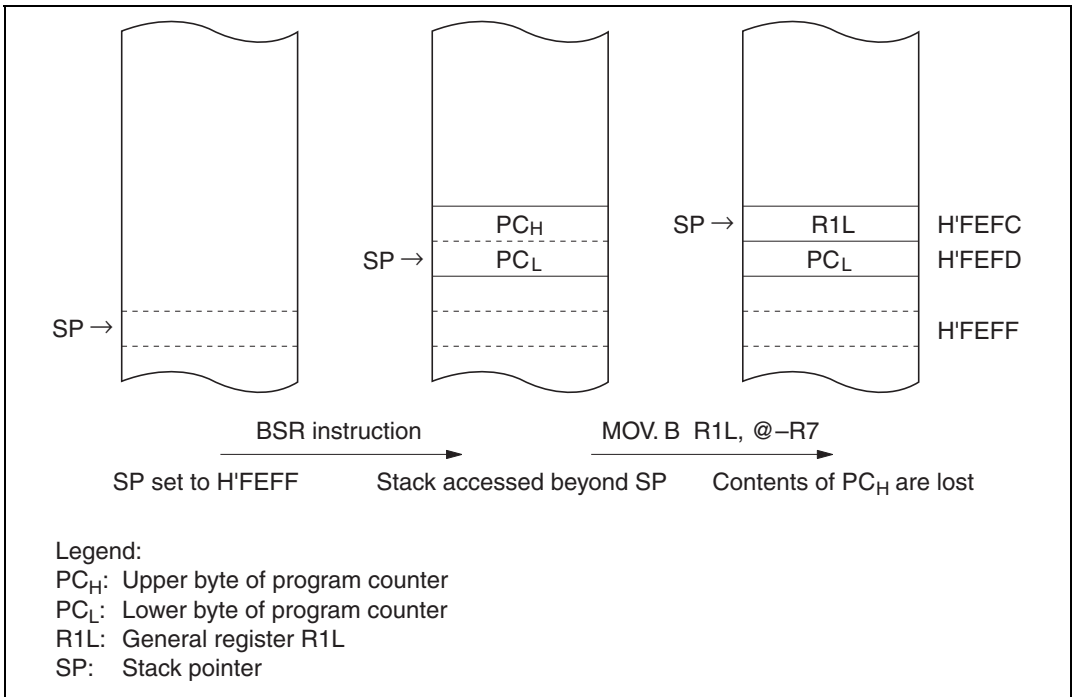 PCH
SP → R1L H'FEFC
SP → PCL
PCL H'FEFD
SP →
H'FEFF
BSR instruction
MOV. B R1L, @–R7
SP set to H'FEFF
Stack accessed beyond SP
Contents of PCH are lost
Legend:
PCH: Upper byte of program counter
PCL: Lower byte of program counter
R1L: General register R1L
SP: Stack pointer